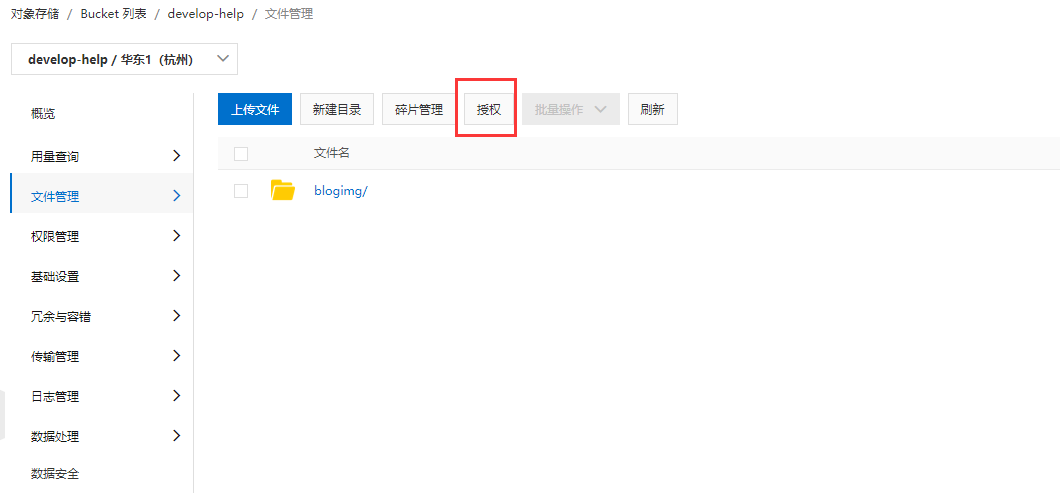 对象存储 / Bucket 列表 / develop-help / 文件管理
develop-help / 华东1（杭州）
概览
用量查询
文件管理
权限管理
基础设置
冗余与容错
传输管理
日志管理
数据处理
数据安全
上传文件 新建目录 碎片管理 授权 批量操作 刷新
文件名
blogimg/